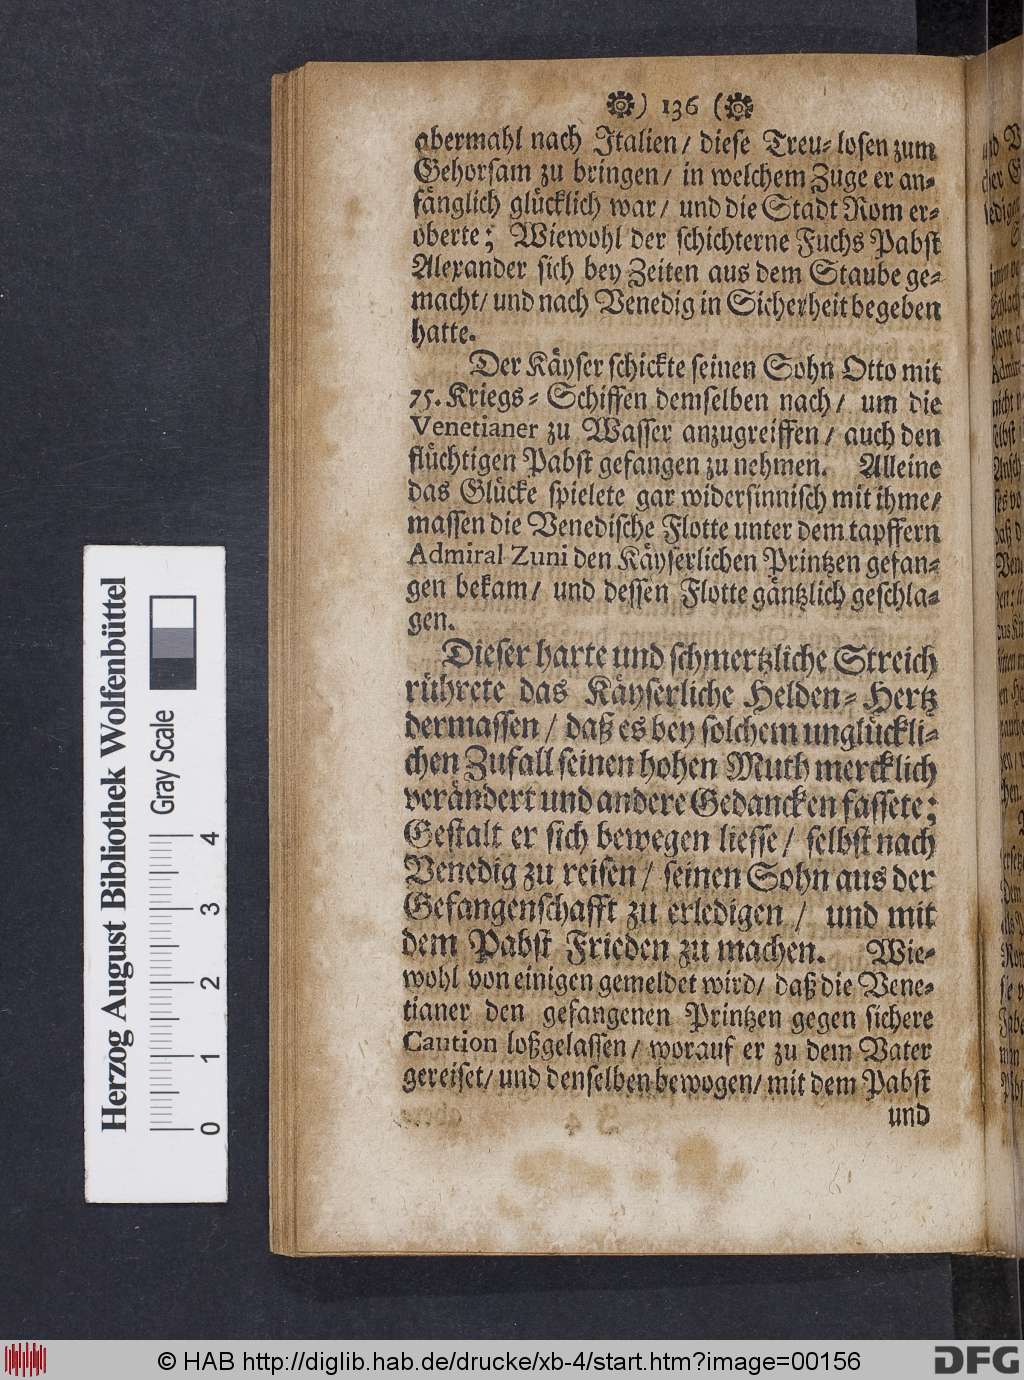 ) 136 (
abermahl nach Italien/ diese Treu-losen zum
Gehorsam zu bringen/ in welchem Zuge er an-
fänglich glücklich war/ und die Stadt Rom er-
oberte; Wiewohl der schichterne Fuchs Pabst
Alexander sich bey Zeiten aus dem Staube ge-
macht/ und nach Venedig in Sicherheit begeben
hatte.
Der Käyser schickte seinen Sohn Otto mit
75. Kriegs-Schiffen demselben nach/ um die
Venetianer zu Wasser anzugreiffen/ auch den
flüchtigen Pabst gefangen zu nehmen. Alleine
das Glücke spielete gar widersinnisch mit ihme/
massen die Venedische Flotte unter dem tapffern
Admiral Zuni den Käyserlichen Printzen gefan-
gen bekam/ und dessen Flotte gäntzlich geschla-
gen.
Dieser harte und schmertzliche Streich
rührete das Käyserliche Helden-Hertz
dermassen/ daß es bey solchem unglückli-
chen Zufall seinen hohen Muth mercklich
verändert und andere Gedancken fassete;
Gestalt er sich bewegen liesse/ selbst nach
Venedig zu reisen/ seinen Sohn aus der
Gefangenschafft zu erledigen/ und mit
dem Pabst Frieden zu machen. Wie-
wohl von einigen gemeldet wird/ daß die Vene-
tianer den gefangenen Printzen gegen sichere
Caution loßgelassen/ worauf er zu dem Vater
gereiset/ und denselben bewogen/ mit dem Pabst
und
Herzog August Bibliothek Wolfenbüttel
Gray Scale
0 1 2 3 4
© HAB http://diglib.hab.de/drucke/xb-4/start.htm?image=00156
DFG